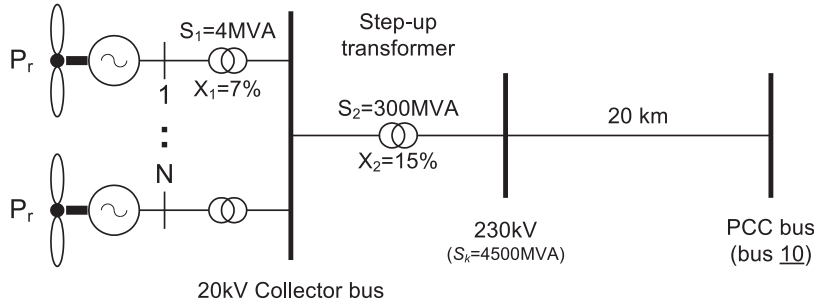 S₁=4MVA
X₁=7%
Pᵣ
1
N
Pᵣ
20kV Collector bus
Step-up
transformer
S₂=300MVA
X₂=15%
230kV
(Sₖ=4500MVA)
20 km
PCC bus
(bus 10)